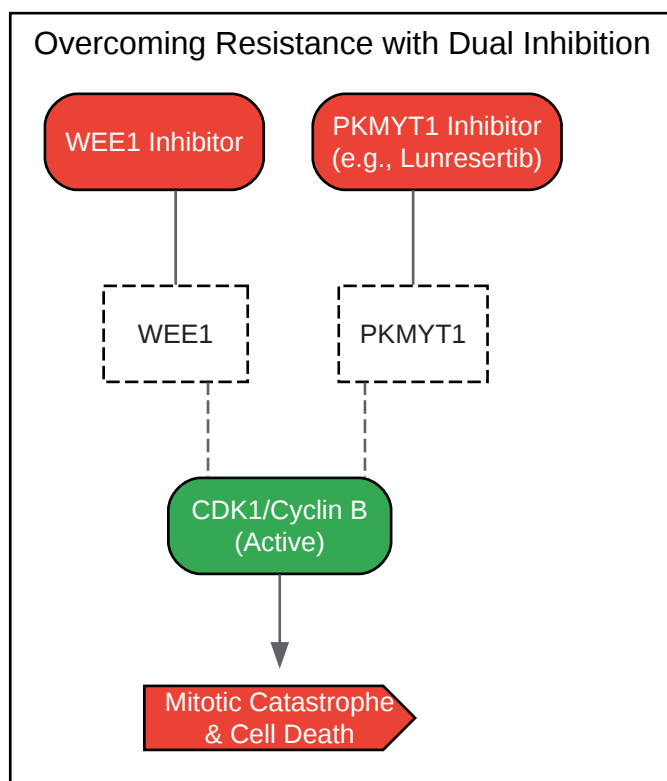 Overcoming Resistance with Dual Inhibition
WEE1 Inhibitor
PKMYT1 Inhibitor
(e.g., Lunresertib)
WEE1
PKMYT1
CDK1/Cyclin B
(Active)
Mitotic Catastrophe
& Cell Death